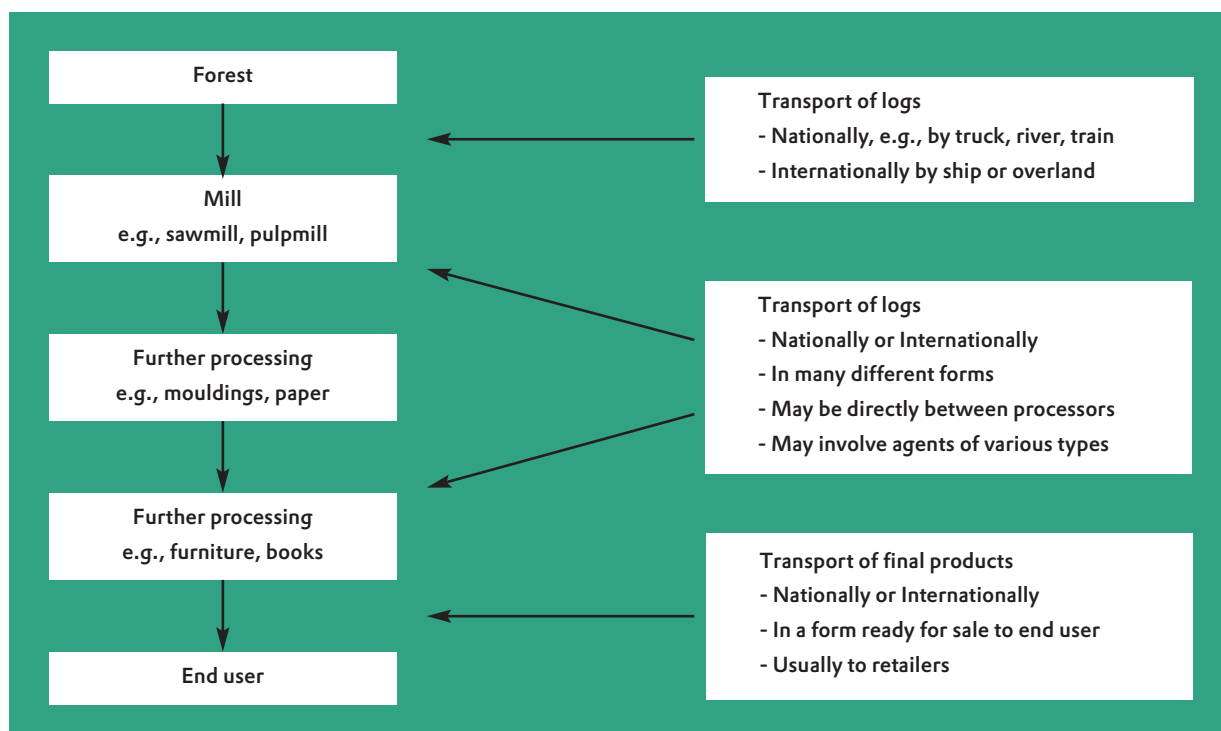 Forest
Mill
e.g., sawmill, pulpmill
Further processing
e.g., mouldings, paper
Further processing
e.g., furniture, books
End user
Transport of logs
- Nationally, e.g., by truck, river, train
- Internationally by ship or overland
Transport of logs
- Nationally or Internationally
- In many different forms
- May be directly between processors
- May involve agents of various types
Transport of final products
- Nationally or Internationally
- In a form ready for sale to end user
- Usually to retailers